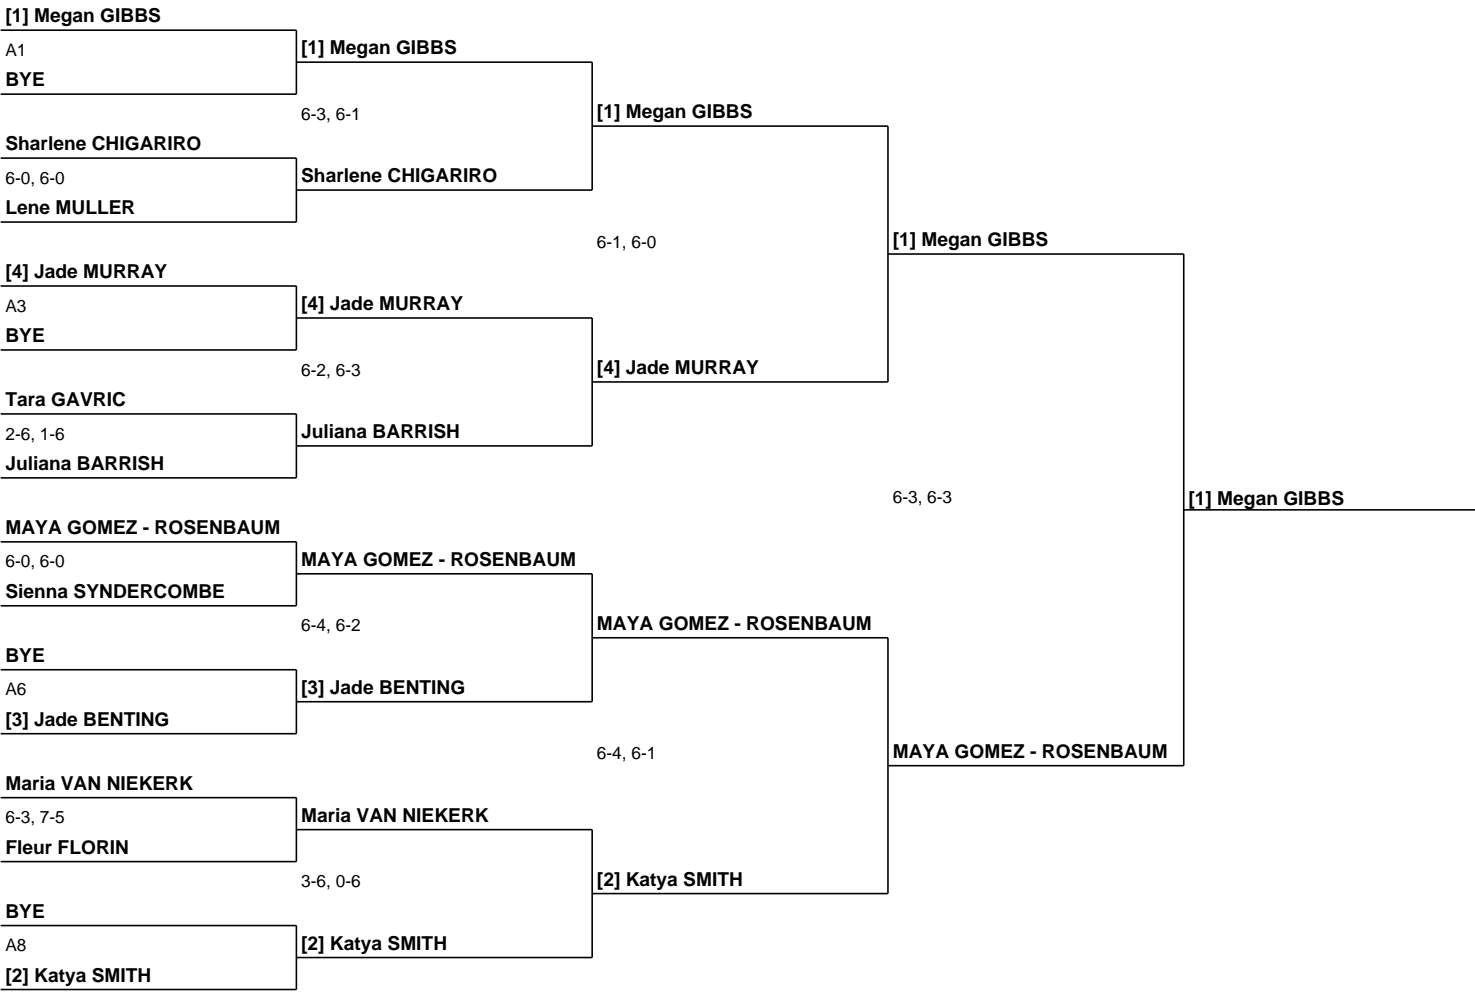 [1] Megan GIBBS
A1
BYE
Sharlene CHIGARIRO
6-0, 6-0
Lene MULLER
[4] Jade MURRAY
A3
BYE
Tara GAVRIC
2-6, 1-6
Juliana BARRISH
MAYA GOMEZ - ROSENBAUM
6-0, 6-0
Sienna SYNDERCOMBE
BYE
A6
[3] Jade BENTING
Maria VAN NIEKERK
6-3, 7-5
Fleur FLORIN
BYE
A8
[2] Katya SMITH
[1] Megan GIBBS
6-3, 6-1
Sharlene CHIGARIRO
[4] Jade MURRAY
6-2, 6-3
Juliana BARRISH
MAYA GOMEZ - ROSENBAUM
6-4, 6-2
[3] Jade BENTING
Maria VAN NIEKERK
3-6, 0-6
[2] Katya SMITH
[1] Megan GIBBS
6-1, 6-0
[4] Jade MURRAY
MAYA GOMEZ - ROSENBAUM
6-4, 6-1
[2] Katya SMITH
[1] Megan GIBBS
6-3, 6-3
MAYA GOMEZ - ROSENBAUM
[1] Megan GIBBS